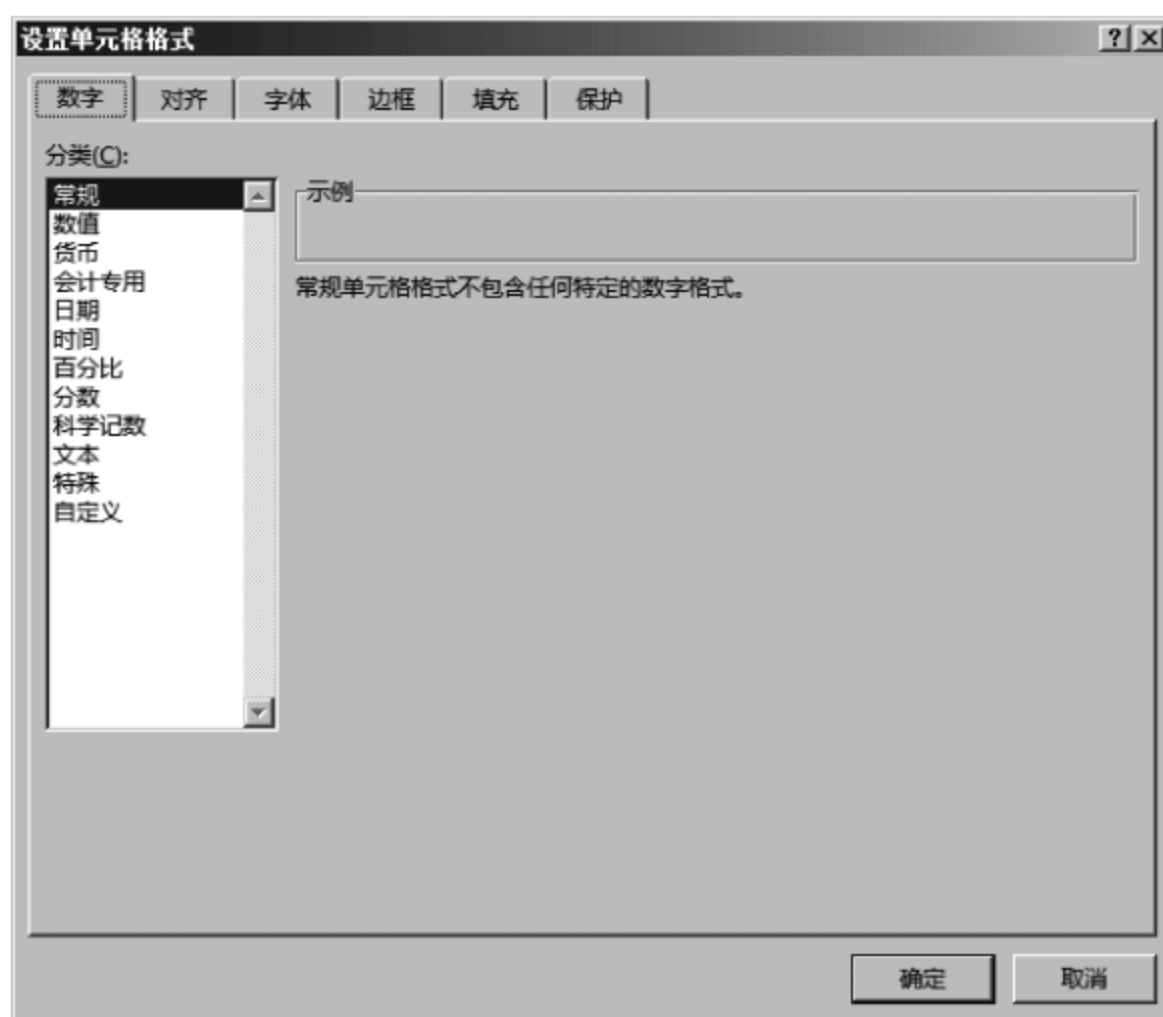 设置单元格格式
数字 对齐 字体 边框 填充 保护
分类(C):
常规
数值
货币
会计专用
日期
时间
百分比
分数
科学记数
文本
特殊
自定义
示例
常规单元格格式不包含任何特定的数字格式。
确定 取消